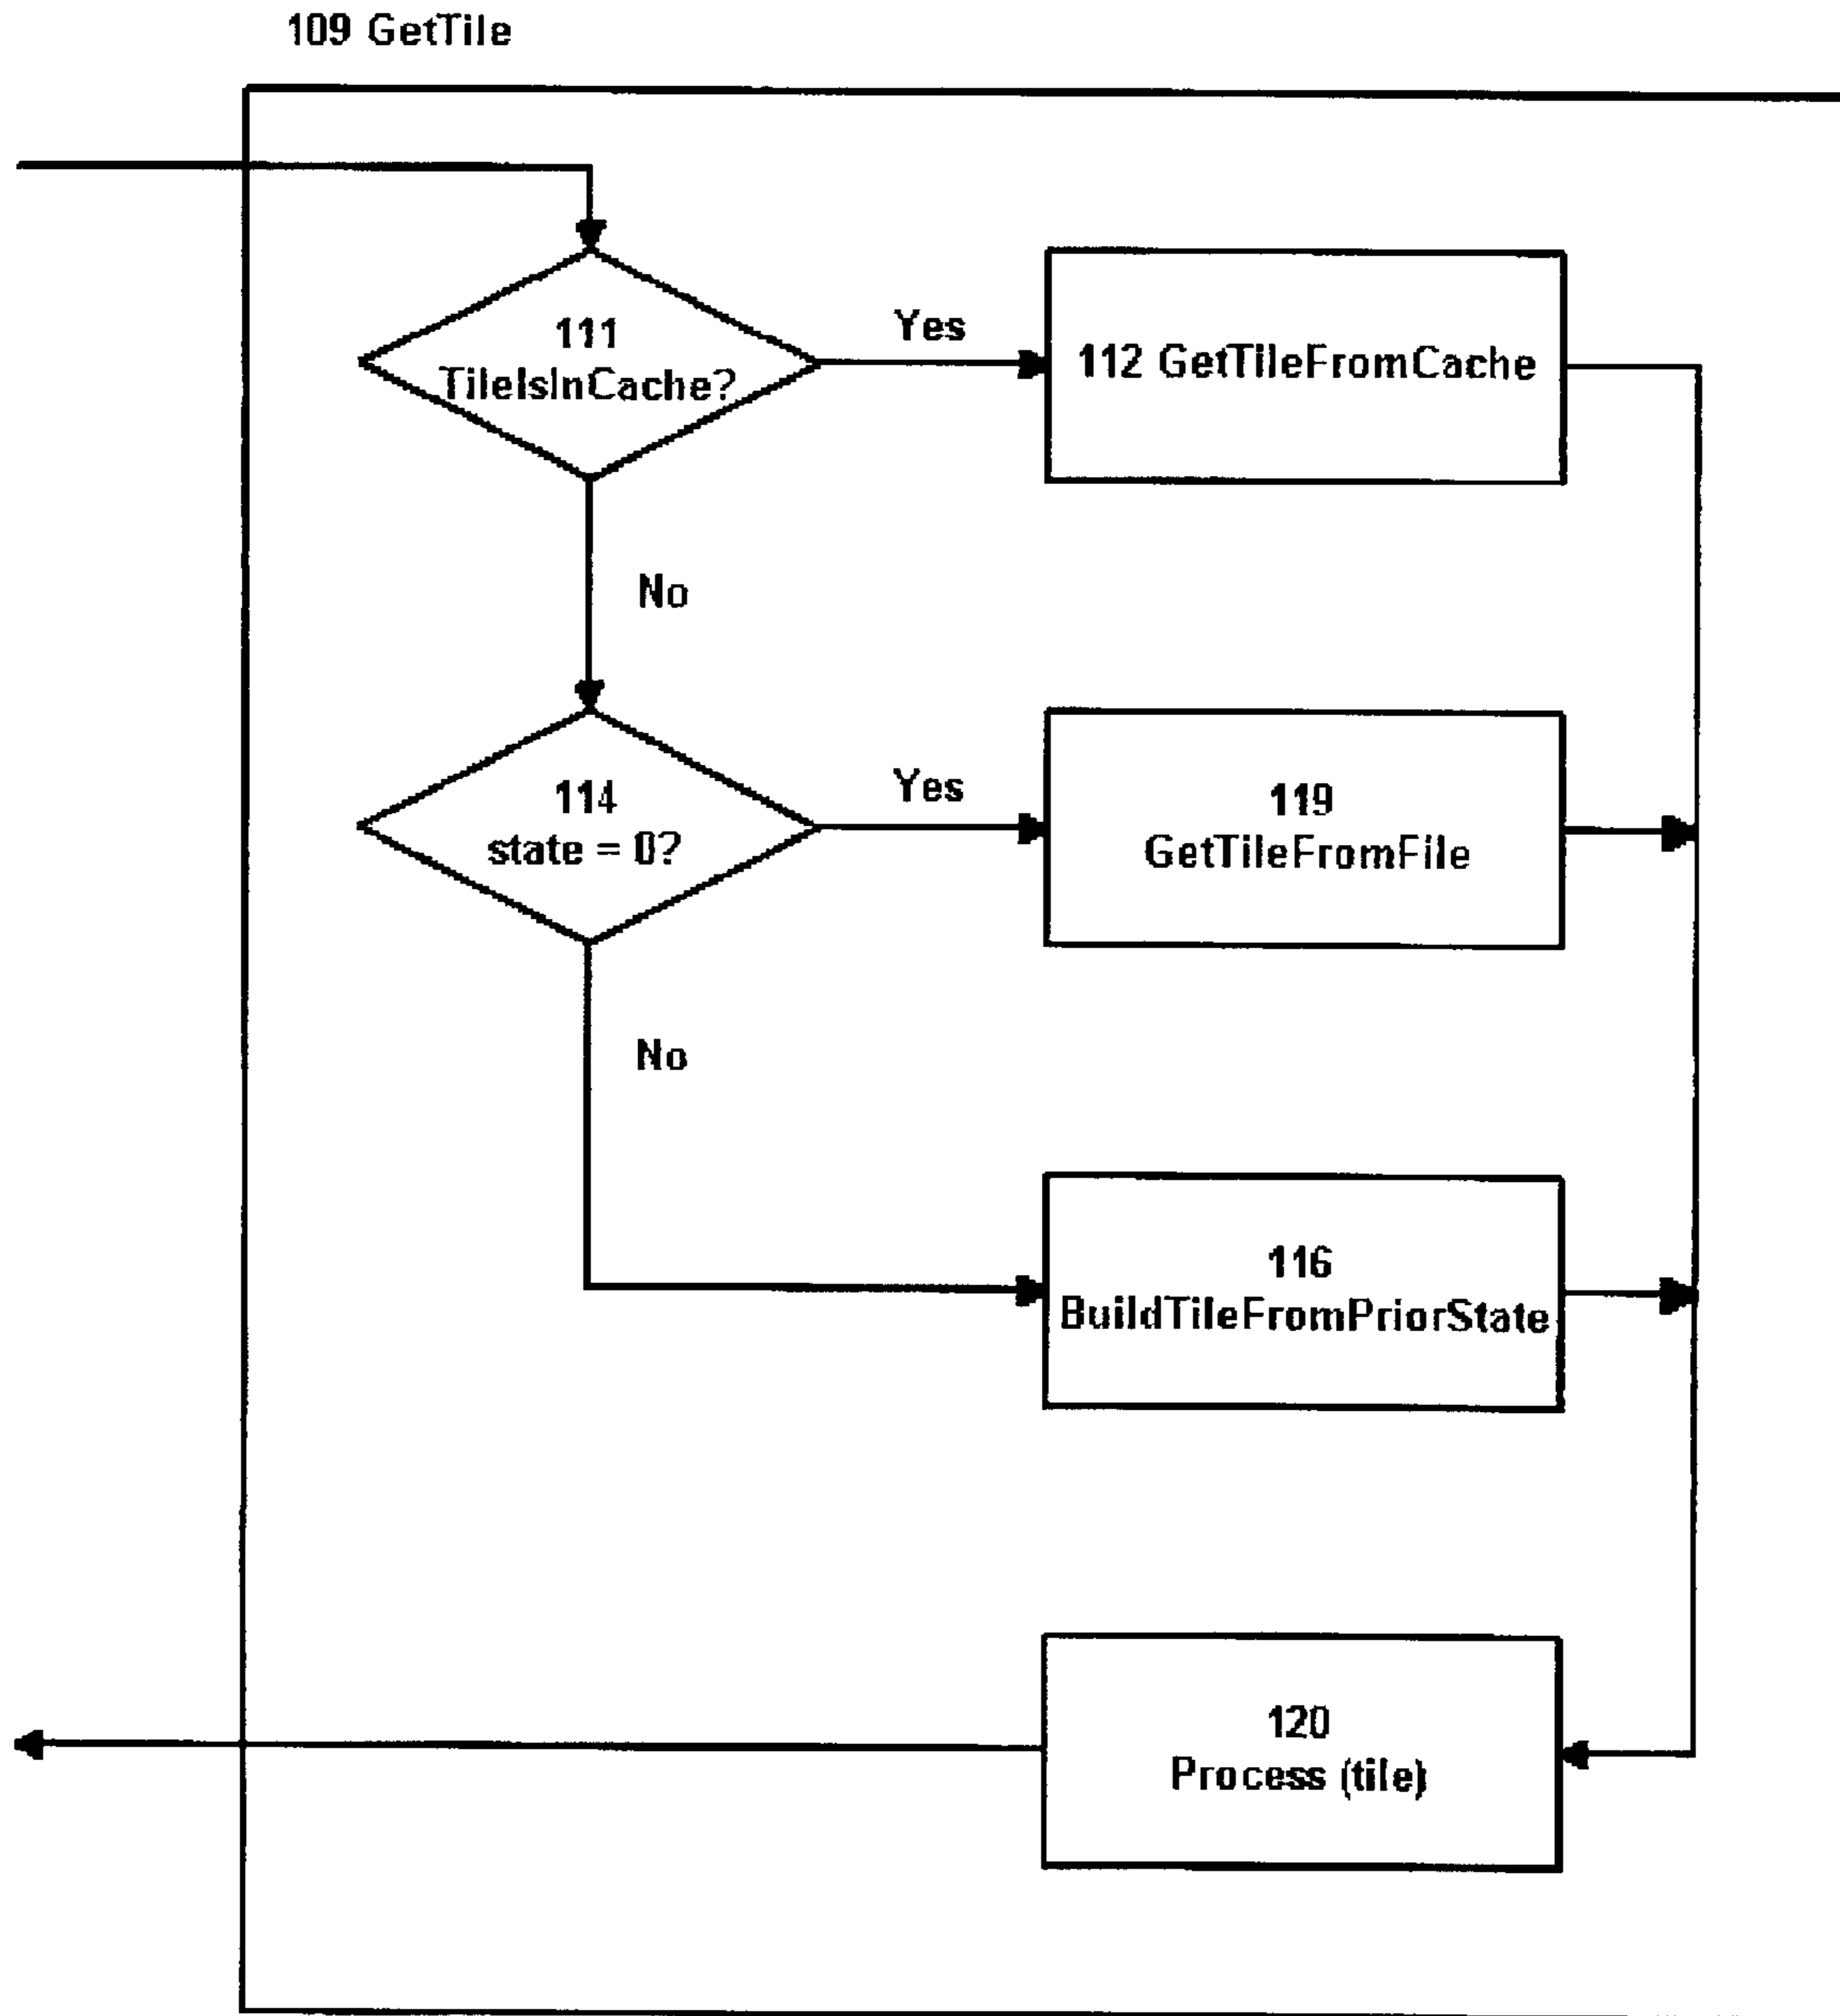 109 GetTile
111
TileIsInCache?
Yes
112 GetTileFromCache
No
114
state = 0?
Yes
119
GetTileFromFile
No
116
BuildTileFromPriorState
120
Process (tile)